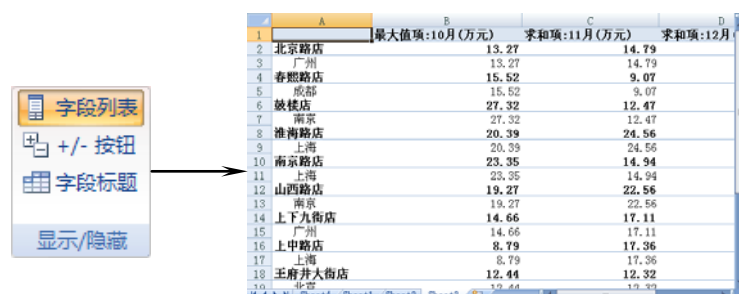 字段列表
+/- 按钮
字段标题
显示/隐藏
A B C D
1 最大值项:10月(万元) 求和项:11月(万元) 求和项:12月
2 北京路店 13.27 14.79
3 广州 13.27 14.79
4 春熙路店 15.52 9.07
5 成都 15.52 9.07
6 鼓楼店 27.32 12.47
7 南京 27.32 12.47
8 淮海路店 20.39 24.56
9 上海 20.39 24.56
10 南京路店 23.35 14.94
11 上海 23.35 14.94
12 山西路店 19.27 22.56
13 南京 19.27 22.56
14 上下九街店 14.66 17.11
15 广州 14.66 17.11
16 上中路店 8.79 17.36
17 上海 8.79 17.36
18 王府井大街店 12.44 12.32
19 北京 12.44 12.32